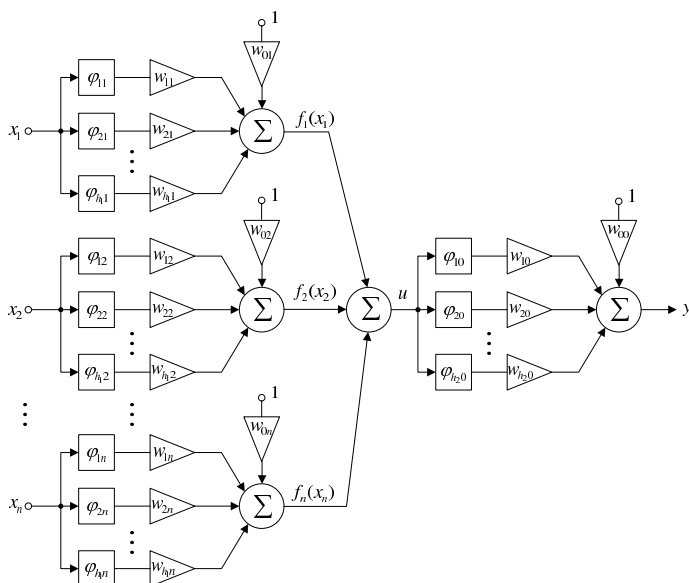 1
w₀₁
φ₁₁ w₁₁
f₁(x₁)
x₁ φ₂₁ w₂₁ Σ
⋮
φₕ₁₁ wₕ₁₁
1 1
w₀₂ w₀₀
φ₁₂ w₁₂ φ₁₀ w₁₀
f₂(x₂) u
x₂ φ₂₂ w₂₂ Σ Σ φ₂₀ w₂₀ Σ y
⋮ ⋮
φₕ₁₂ wₕ₁₂ φₕ₂₀ wₕ₂₀
⋮ ⋮
1
w₀ₙ
φ₁ₙ w₁ₙ
fₙ(xₙ)
xₙ φ₂ₙ w₂ₙ Σ
⋮
φₕ₁ₙ wₕ₁ₙ